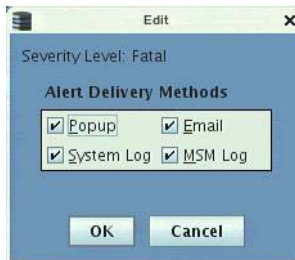 Edit
Severity Level: Fatal
Alert Delivery Methods
Popup
Email
System Log
MSM Log
OK
Cancel